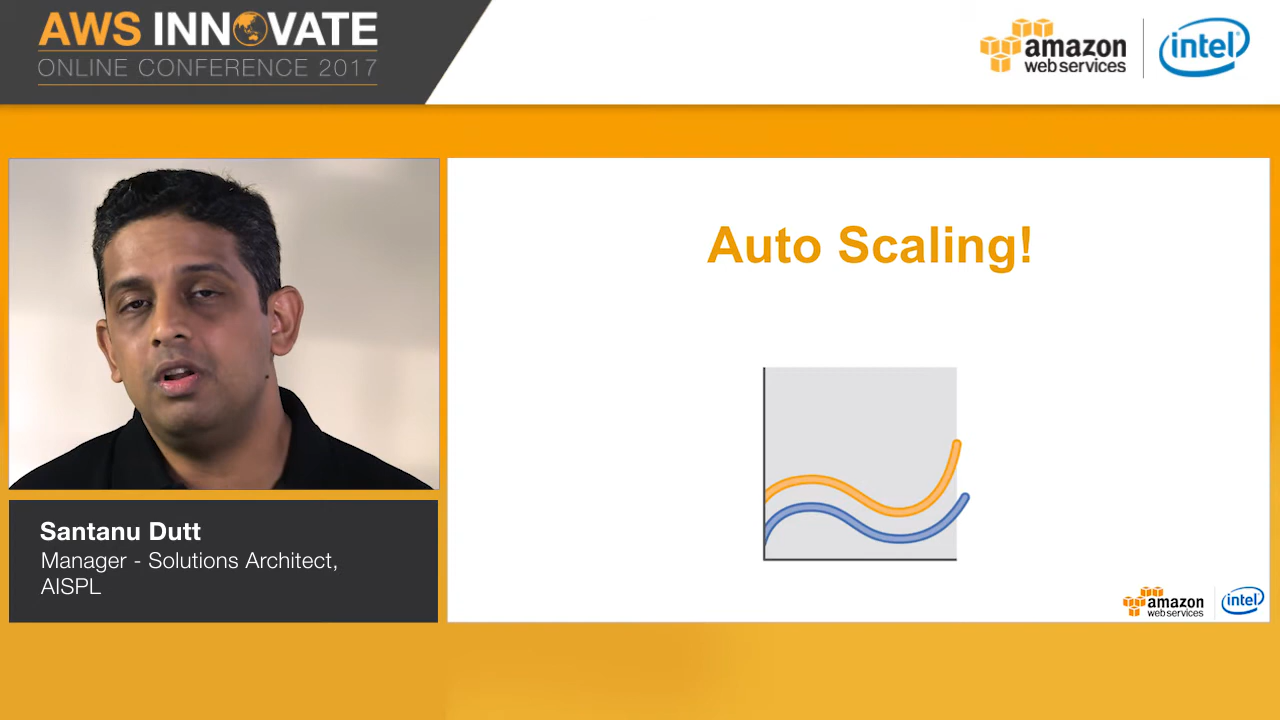 AWS INNOVATE
ONLINE CONFERENCE 2017
amazon
web services
intel
Auto Scaling!
Santanu Dutt
Manager - Solutions Architect,
AISPL
amazon
web services
intel